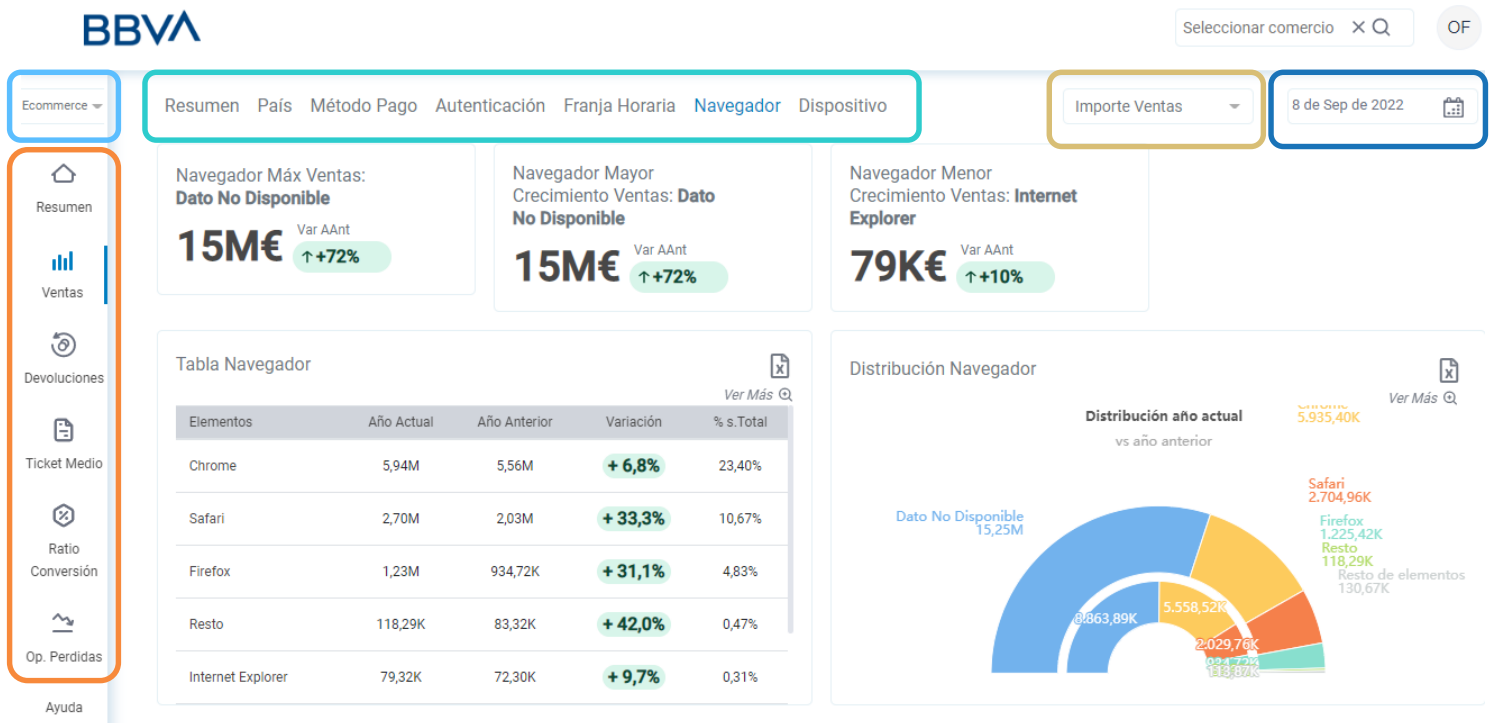 BBVA
Seleccionar comercio
OF
Ecommerce
Resumen País Método Pago Autenticación Franja Horaria Navegador Dispositivo
Importe Ventas
8 de Sep de 2022
Resumen
Ventas
Devoluciones
Ticket Medio
Ratio
Conversión
Op. Perdidas
Ayuda
Navegador Máx Ventas:
Dato No Disponible
15M€
Var AAnt
+72%
Navegador Mayor
Crecimiento Ventas: Dato
No Disponible
15M€
Var AAnt
+72%
Navegador Menor
Crecimiento Ventas: Internet
Explorer
79K€
Var AAnt
+10%
Tabla Navegador
Ver Más
Elementos Año Actual Año Anterior Variación % s.Total
Chrome 5,94M 5,56M + 6,8% 23,40%
Safari 2,70M 2,03M + 33,3% 10,67%
Firefox 1,23M 934,72K + 31,1% 4,83%
Resto 118,29K 83,32K + 42,0% 0,47%
Internet Explorer 79,32K 72,30K + 9,7% 0,31%
Distribución Navegador
Ver Más
Distribución año actual
vs año anterior
Chrome
5.935,40K
Safari
2.704,96K
Dato No Disponible
15,25M
Firefox
1.225,42K
Resto
118,29K
Resto de elementos
130,67K
8.863,89K
5.558,52K
2.029,76K